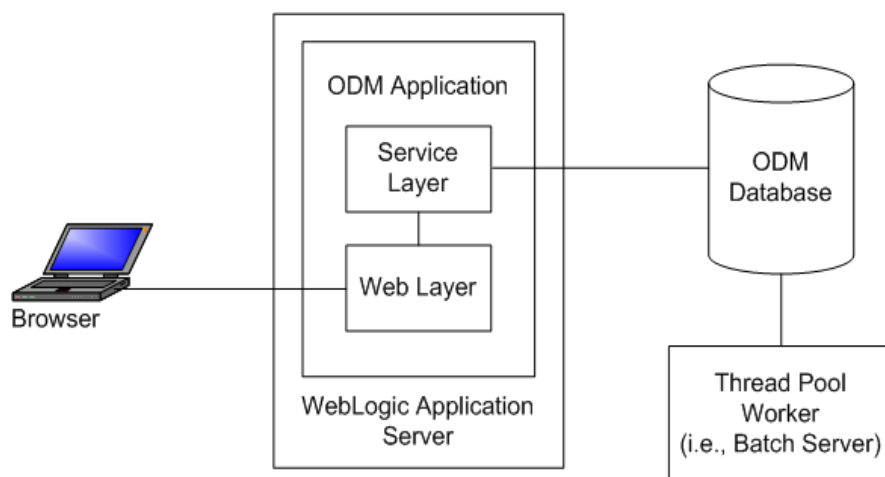 ODM Application
Service
Layer
Web Layer
WebLogic Application
Server
Browser
ODM
Database
Thread Pool
Worker
(i.e., Batch Server)